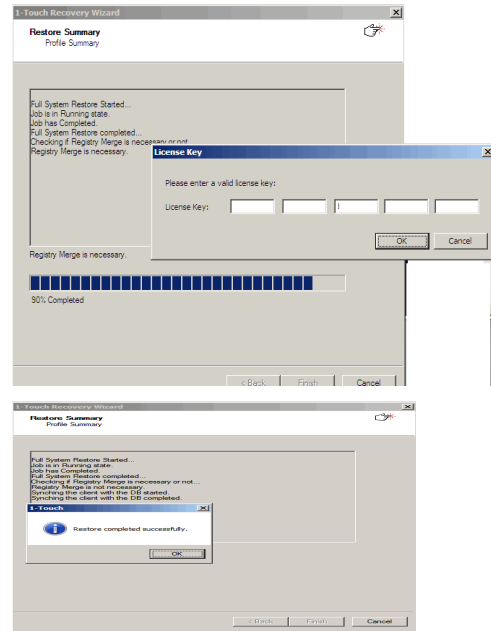 1-Touch Recovery Wizard
Restore Summary
Profile Summary
Full System Restore Started...
Job is in Running state.
Job has Completed.
Full System Restore completed...
Checking if Registry Merge is necessary or not...
Registry Merge is necessary.
License Key
Please enter a valid license key:
License Key:
OK Cancel
Registry Merge is necessary.
90% Completed
< Back Finish Cancel
1-Touch Recovery Wizard
Restore Summary
Profile Summary
Full System Restore Started...
Job is in Running state.
Job has Completed.
Full System Restore completed...
Checking if Registry Merge is necessary or not...
Registry Merge is not necessary.
Synching the client with the DB started.
Synching the client with the DB completed.
1-Touch
Restore completed successfully.
OK
< Back Finish Cancel